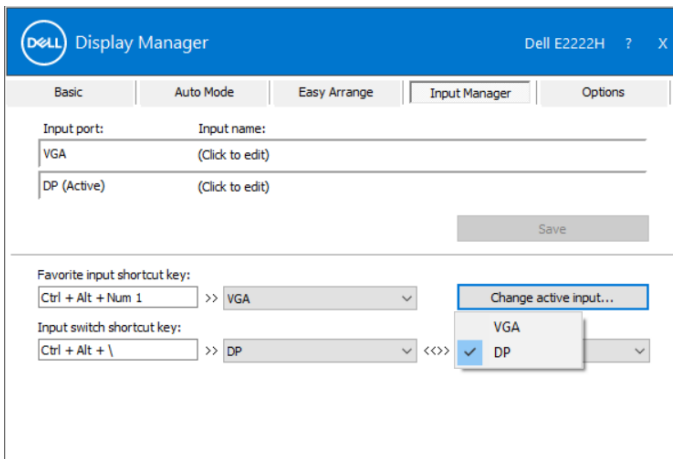 DELL Display Manager Dell E2222H ? X
Basic Auto Mode Easy Arrange Input Manager Options
Input port: Input name:
VGA (Click to edit)
DP (Active) (Click to edit)
Save
Favorite input shortcut key:
Ctrl + Alt + Num 1 >> VGA Change active input...
Input switch shortcut key:
VGA
Ctrl + Alt + \ >> DP <<>> DP